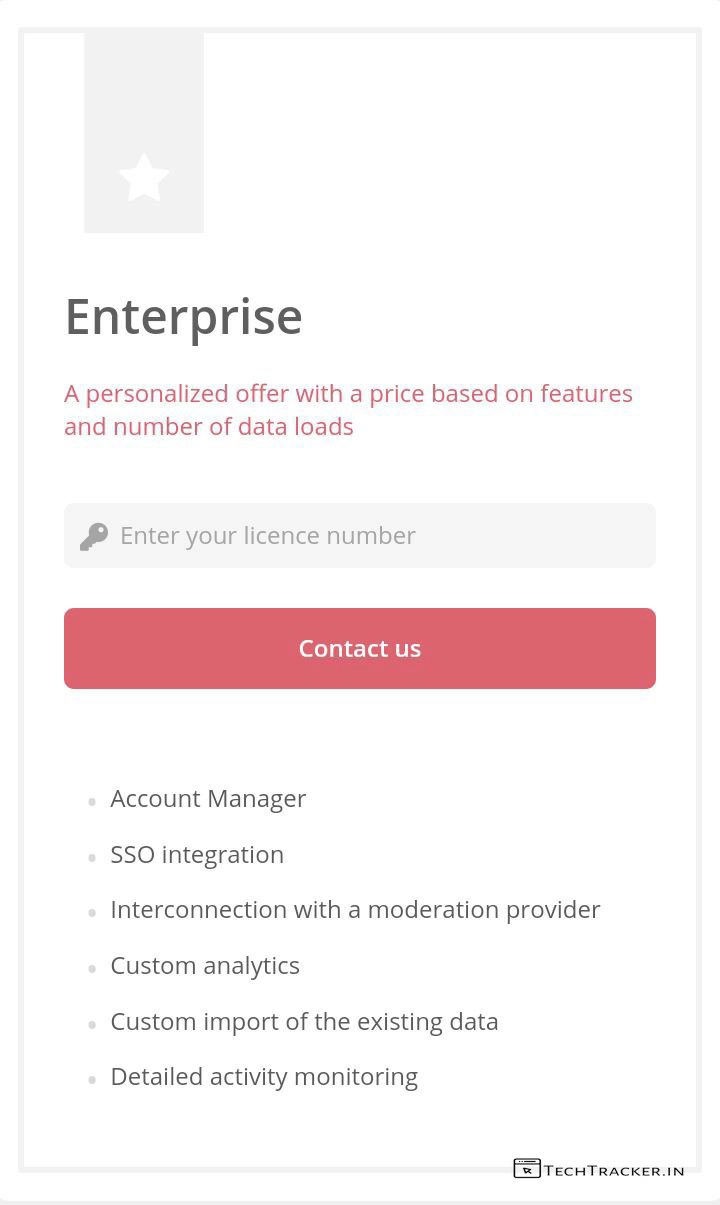 Enterprise
A personalized offer with a price based on features
and number of data loads
Enter your licence number
Contact us
Account Manager
SSO integration
Interconnection with a moderation provider
Custom analytics
Custom import of the existing data
Detailed activity monitoring
TECHTRACKER.IN